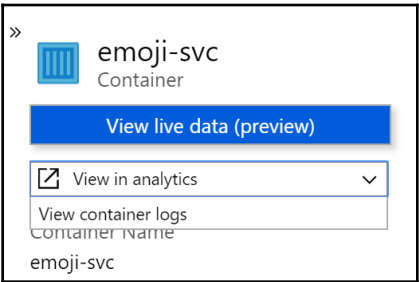 »
emoji-svc
Container
View live data (preview)
View in analytics
View container logs
Container Name
emoji-svc